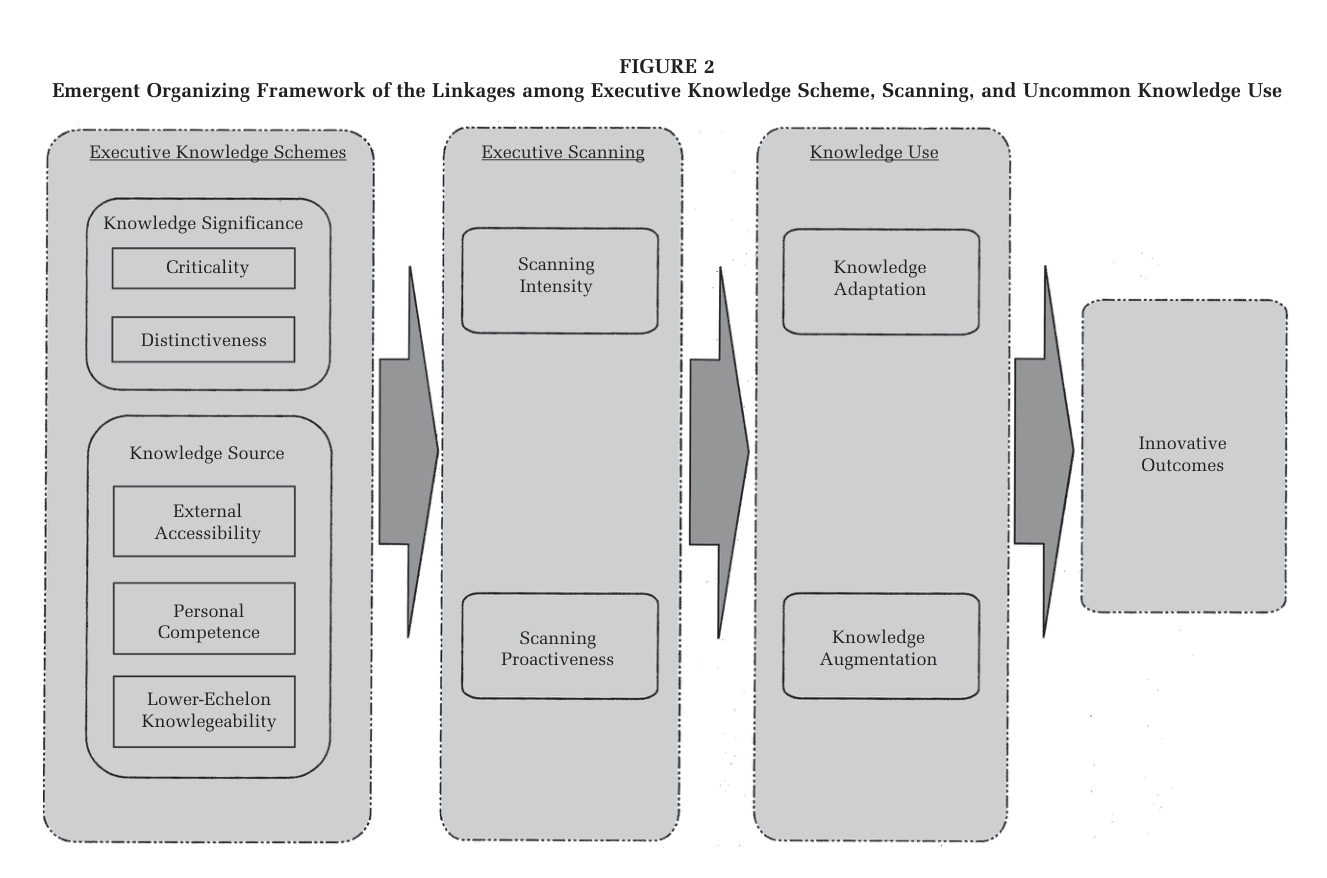 FIGURE 2
Emergent Organizing Framework of the Linkages among Executive Knowledge Scheme, Scanning, and Uncommon Knowledge Use
Executive Knowledge Schemes
Knowledge Significance
Criticality
Distinctiveness
Knowledge Source
External
Accessibility
Personal
Competence
Lower-Echelon
Knowlegeability
Executive Scanning
Scanning
Intensity
Scanning
Proactiveness
Knowledge Use
Knowledge
Adaptation
Knowledge
Augmentation
Innovative
Outcomes